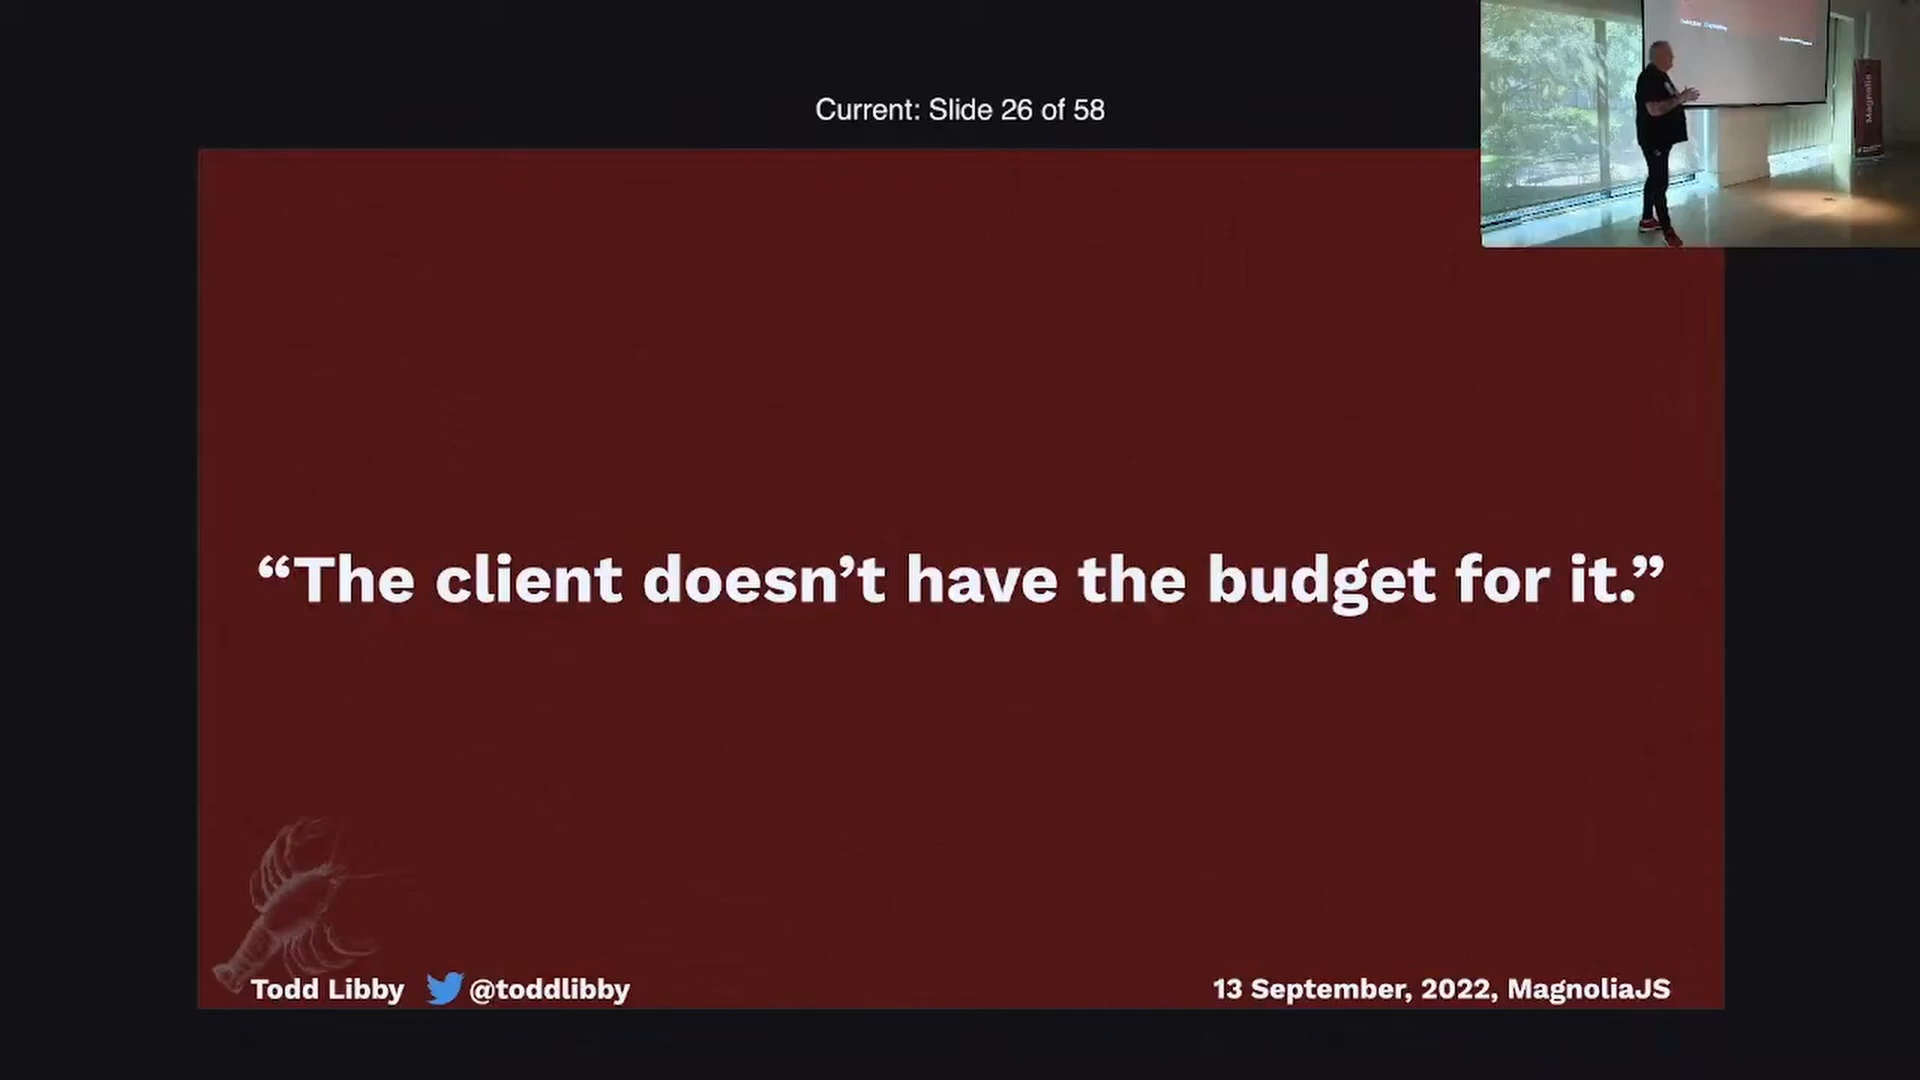 Current: Slide 26 of 58
Magnolia
“The client doesn’t have the budget for it.”
Todd Libby @toddlibby
13 September, 2022, MagnoliaJS